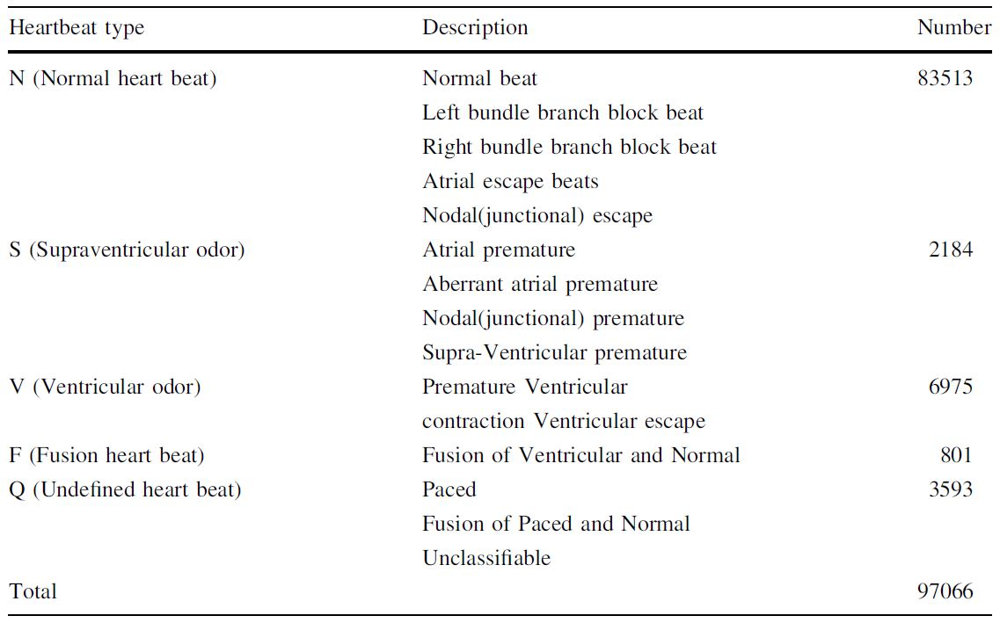 Heartbeat type Description Number
N (Normal heart beat) Normal beat 83513
Left bundle branch block beat
Right bundle branch block beat
Atrial escape beats
Nodal(junctional) escape
S (Supraventricular odor) Atrial premature 2184
Aberrant atrial premature
Nodal(junctional) premature
Supra-Ventricular premature
V (Ventricular odor) Premature Ventricular 6975
contraction Ventricular escape
F (Fusion heart beat) Fusion of Ventricular and Normal 801
Q (Undefined heart beat) Paced 3593
Fusion of Paced and Normal
Unclassifiable
Total 97066